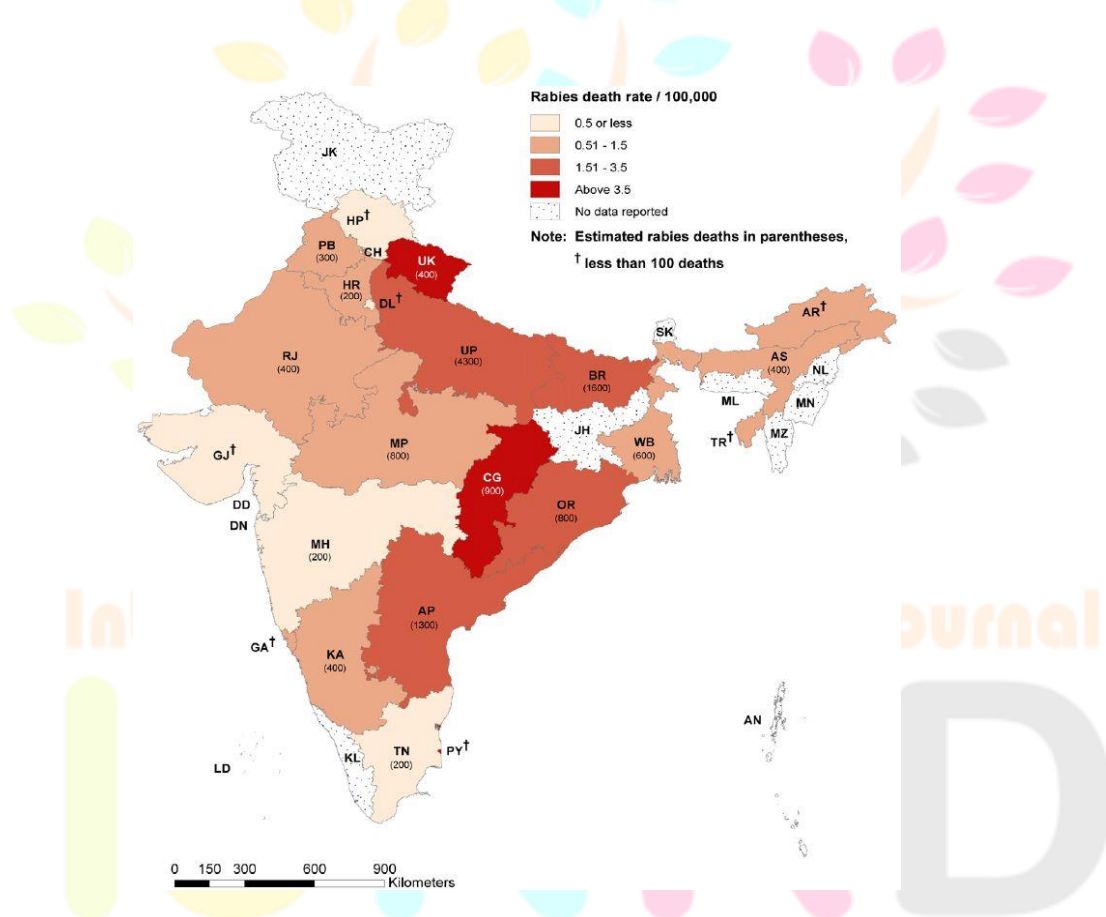 Rabies death rate / 100,000
0.5 or less
0.51 - 1.5
1.51 - 3.5
Above 3.5
No data reported
Note: Estimated rabies deaths in parentheses,
† less than 100 deaths
JK
HP†
PB
(300)
CH
UK
(400)
HR
(200)
DL†
AR†
SK
RJ
(400)
UP
(4300)
BR
(1500)
AS
(400)
NL
ML
MN
MP
(800)
JH
WB
(600)
TR†
MZ
GJ†
CG
(900)
DD
DN
OR
(800)
MH
(200)
AP
(1300)
GA†
KA
(400)
AN
KL
TN
(200)
PY†
LD
0 150 300 600 900
Kilometers
In
ournal
D